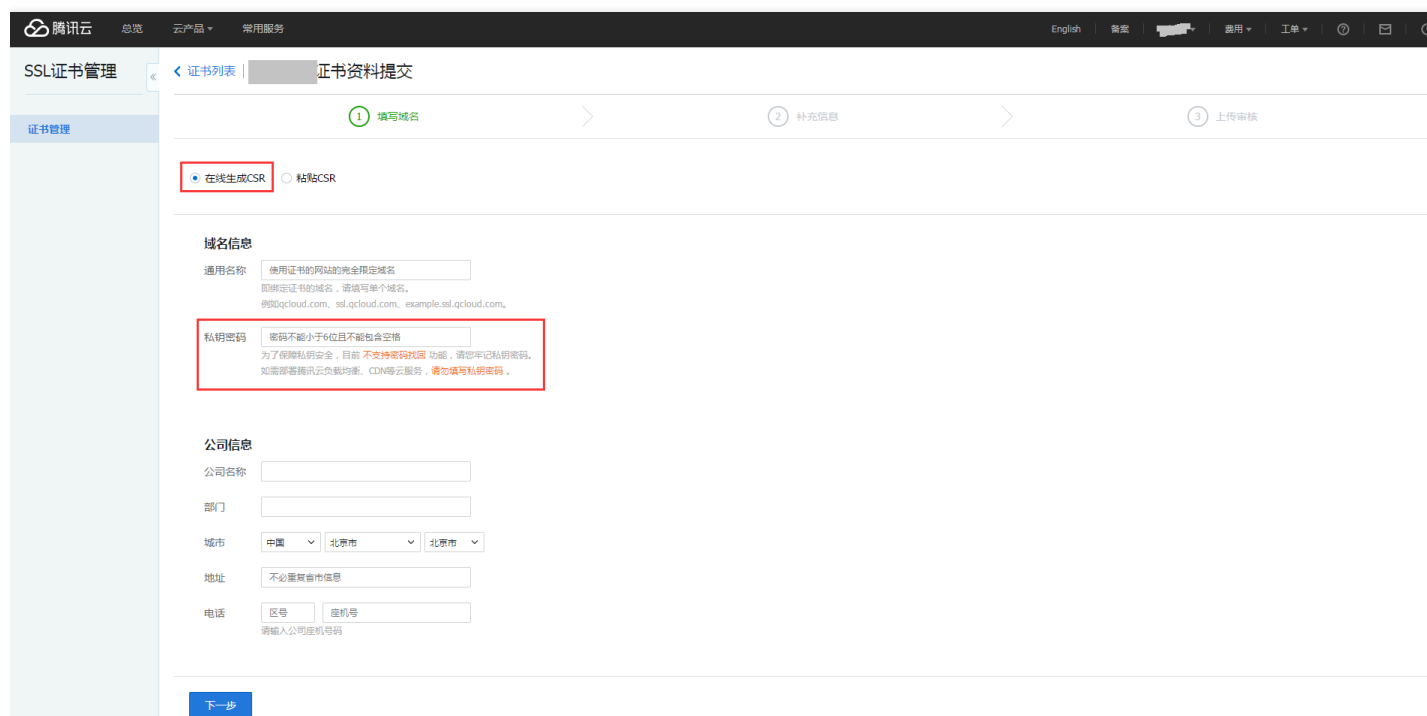 腾讯云 总览 云产品 常用服务 English 备案 费用 工单
SSL证书管理
«
证书列表 证书资料提交
1 填写域名 2 补充信息 3 上传审核
证书管理
在线生成CSR 粘贴CSR
域名信息
通用名称 使用证书的网站的完全限定域名
即绑定证书的域名，请填写单个域名。
例如qcloud.com、ssl.qcloud.com、example.ssl.qcloud.com。
私钥密码 密码不能小于6位且不能包含空格
为了保障私钥安全，目前 不支持密码找回 功能，请您牢记私钥密码。
如需部署腾讯云负载均衡、CDN等云服务，请勿填写私钥密码 。
公司信息
公司名称
部门
城市 中国 北京市 北京市
地址 不必重复省市信息
电话 区号 座机号
请输入公司座机号码
下一步